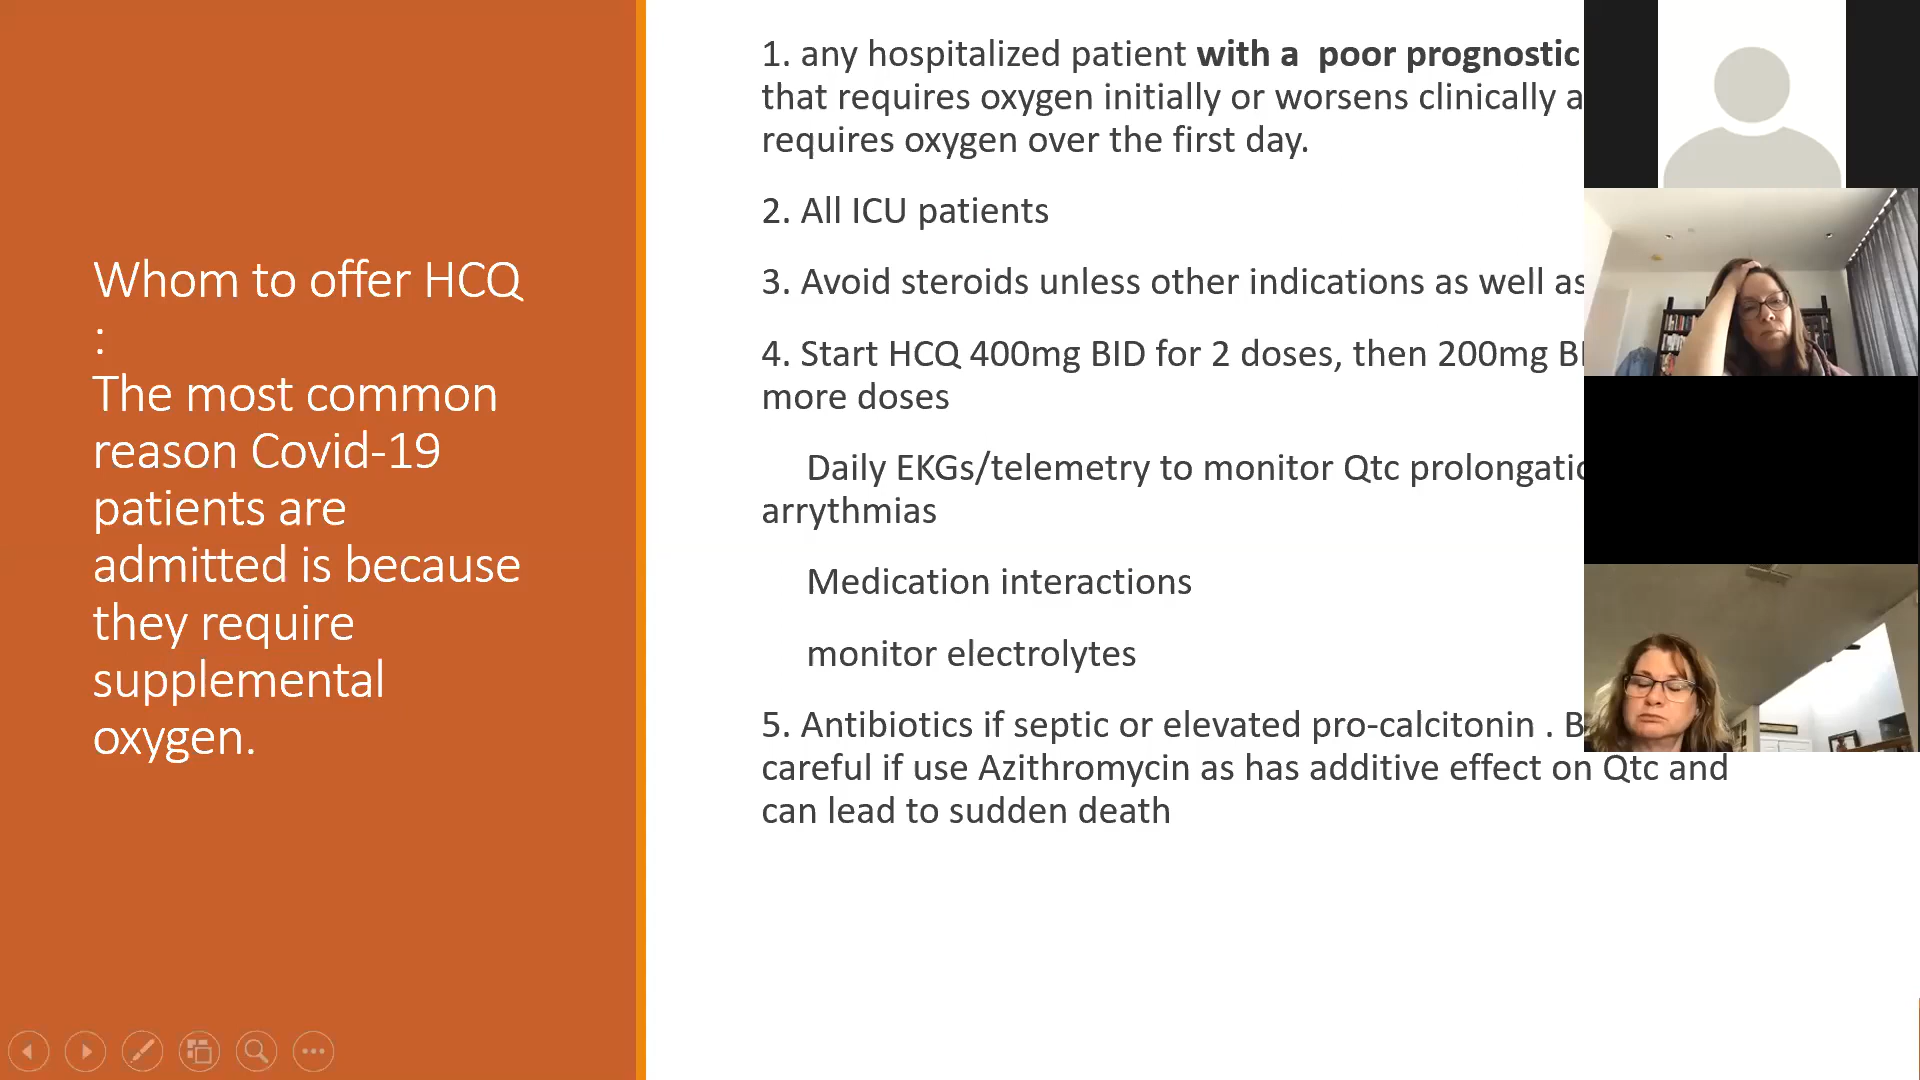 Whom to offer HCQ
:
The most common
reason Covid-19
patients are
admitted is because
they require
supplemental
oxygen.
1. any hospitalized patient with a poor prognostic
that requires oxygen initially or worsens clinically
requires oxygen over the first day.
2. All ICU patients
3. Avoid steroids unless other indications as well as
4. Start HCQ 400mg BID for 2 doses, then 200mg
more doses
Daily EKGs/telemetry to monitor Qtc
arrythmias
Medication interactions
monitor electrolytes
5. Antibiotics if septic or elevated pro-calcitonin .
careful if use Azithromycin as has additive effect on Qtc and
can lead to sudden death